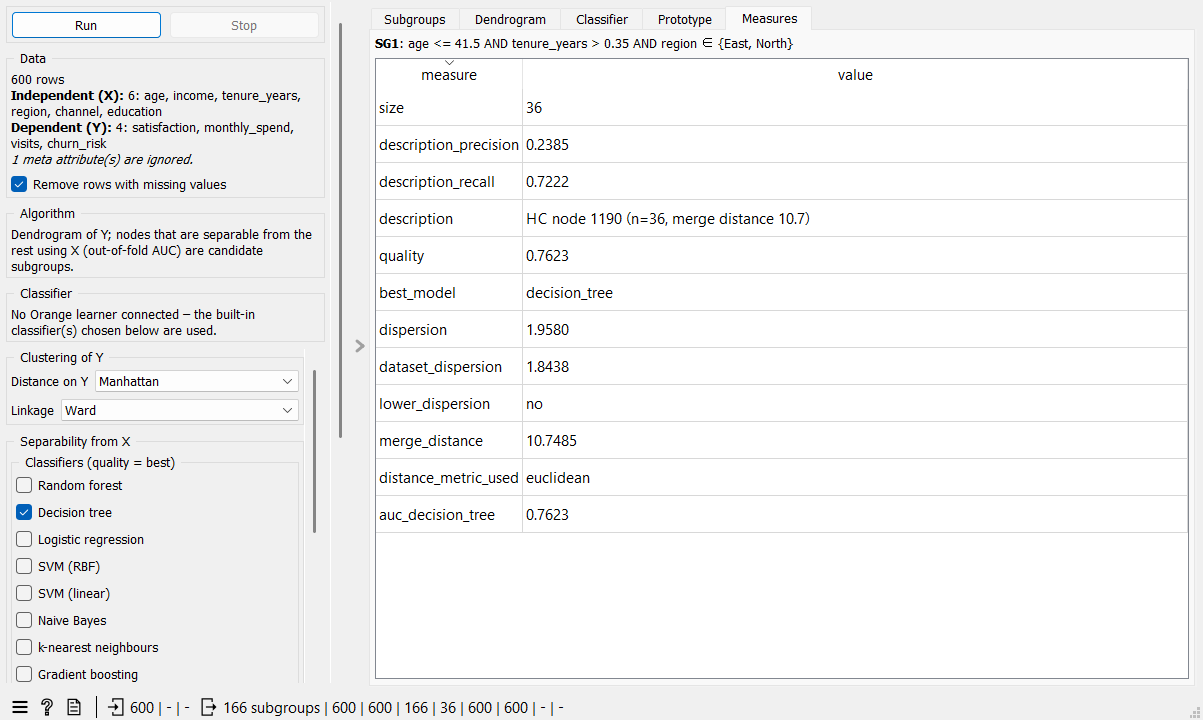 Run
Stop
Data
600 rows
Independent (X): 6: age, income, tenure_years,
region, channel, education
Dependent (Y): 4: satisfaction, monthly_spend,
visits, churn_risk
1 meta attribute(s) are ignored.
Remove rows with missing values
Algorithm
Dendrogram of Y; nodes that are separable from the
rest using X (out-of-fold AUC) are candidate
subgroups.
Classifier
No Orange learner connected – the built-in
classifier(s) chosen below are used.
Clustering of Y
Distance on Y Manhattan
Linkage Ward
Separability from X
Classifiers (quality = best)
Random forest
Decision tree
Logistic regression
SVM (RBF)
SVM (linear)
Naive Bayes
k-nearest neighbours
Gradient boosting
Subgroups Dendrogram Classifier Prototype Measures
SG1: age <= 41.5 AND tenure_years > 0.35 AND region ∈ {East, North}
measure value
size 36
description_precision 0.2385
description_recall 0.7222
description HC node 1190 (n=36, merge distance 10.7)
quality 0.7623
best_model decision_tree
dispersion 1.9580
dataset_dispersion 1.8438
lower_dispersion no
merge_distance 10.7485
distance_metric_used euclidean
auc_decision_tree 0.7623
600 | - | - 166 subgroups | 600 | 600 | 166 | 36 | 600 | 600 | - | -